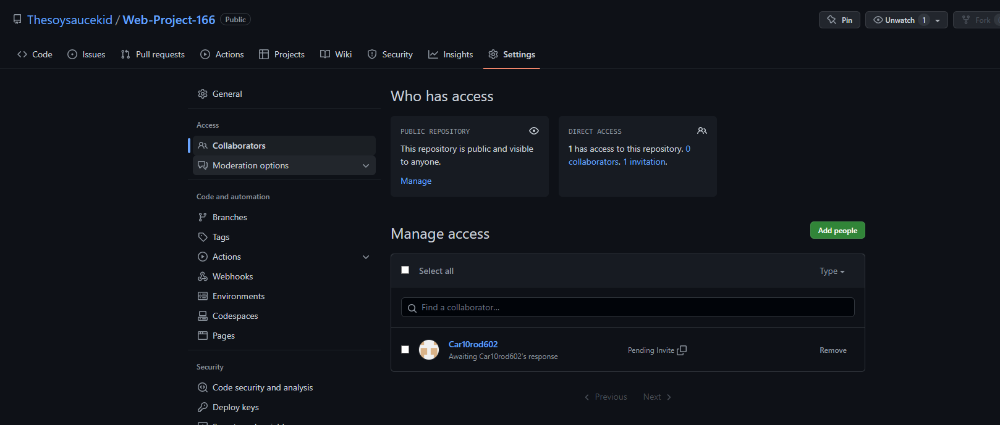 Thesoysaucekid / Web-Project-166 Public
Pin
Unwatch 1
Fork
Code
Issues
Pull requests
Actions
Projects
Wiki
Security
Insights
Settings
General
Access
Collaborators
Moderation options
Code and automation
Branches
Tags
Actions
Webhooks
Environments
Codespaces
Pages
Security
Code security and analysis
Deploy keys
Who has access
PUBLIC REPOSITORY
This repository is public and visible
to anyone.
Manage
DIRECT ACCESS
1 has access to this repository. 0
collaborators. 1 invitation.
Manage access
Add people
Select all
Type
Find a collaborator...
Car10rod602
Awaiting Car10rod602's response
Pending Invite
Remove
Previous
Next